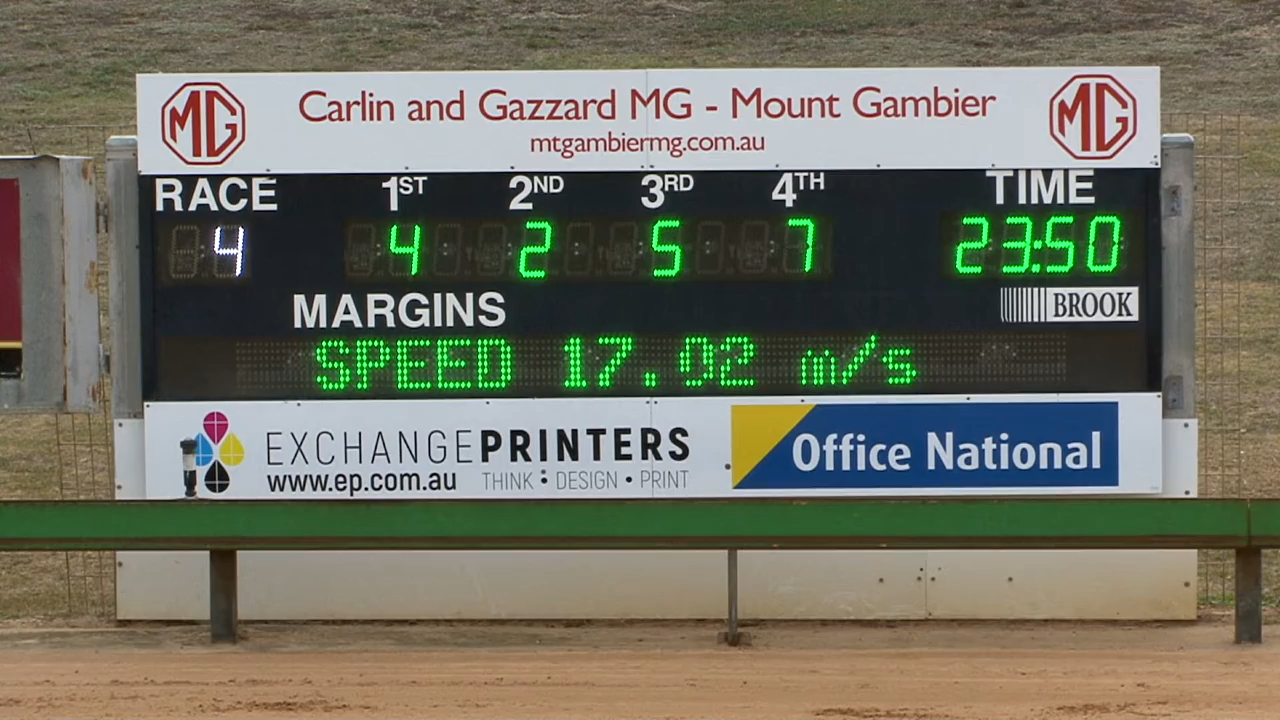 MG Carlin and Gazzard MG - Mount Gambier MG
mtgambiermg.com.au
RACE 1ST 2ND 3RD 4TH TIME
4 4 2 5 7 23:50
MARGINS BROOK
SPEED 17.02 m/s
EXCHANGEPRINTERS
www.ep.com.au THINK : DESIGN • PRINT
Office National